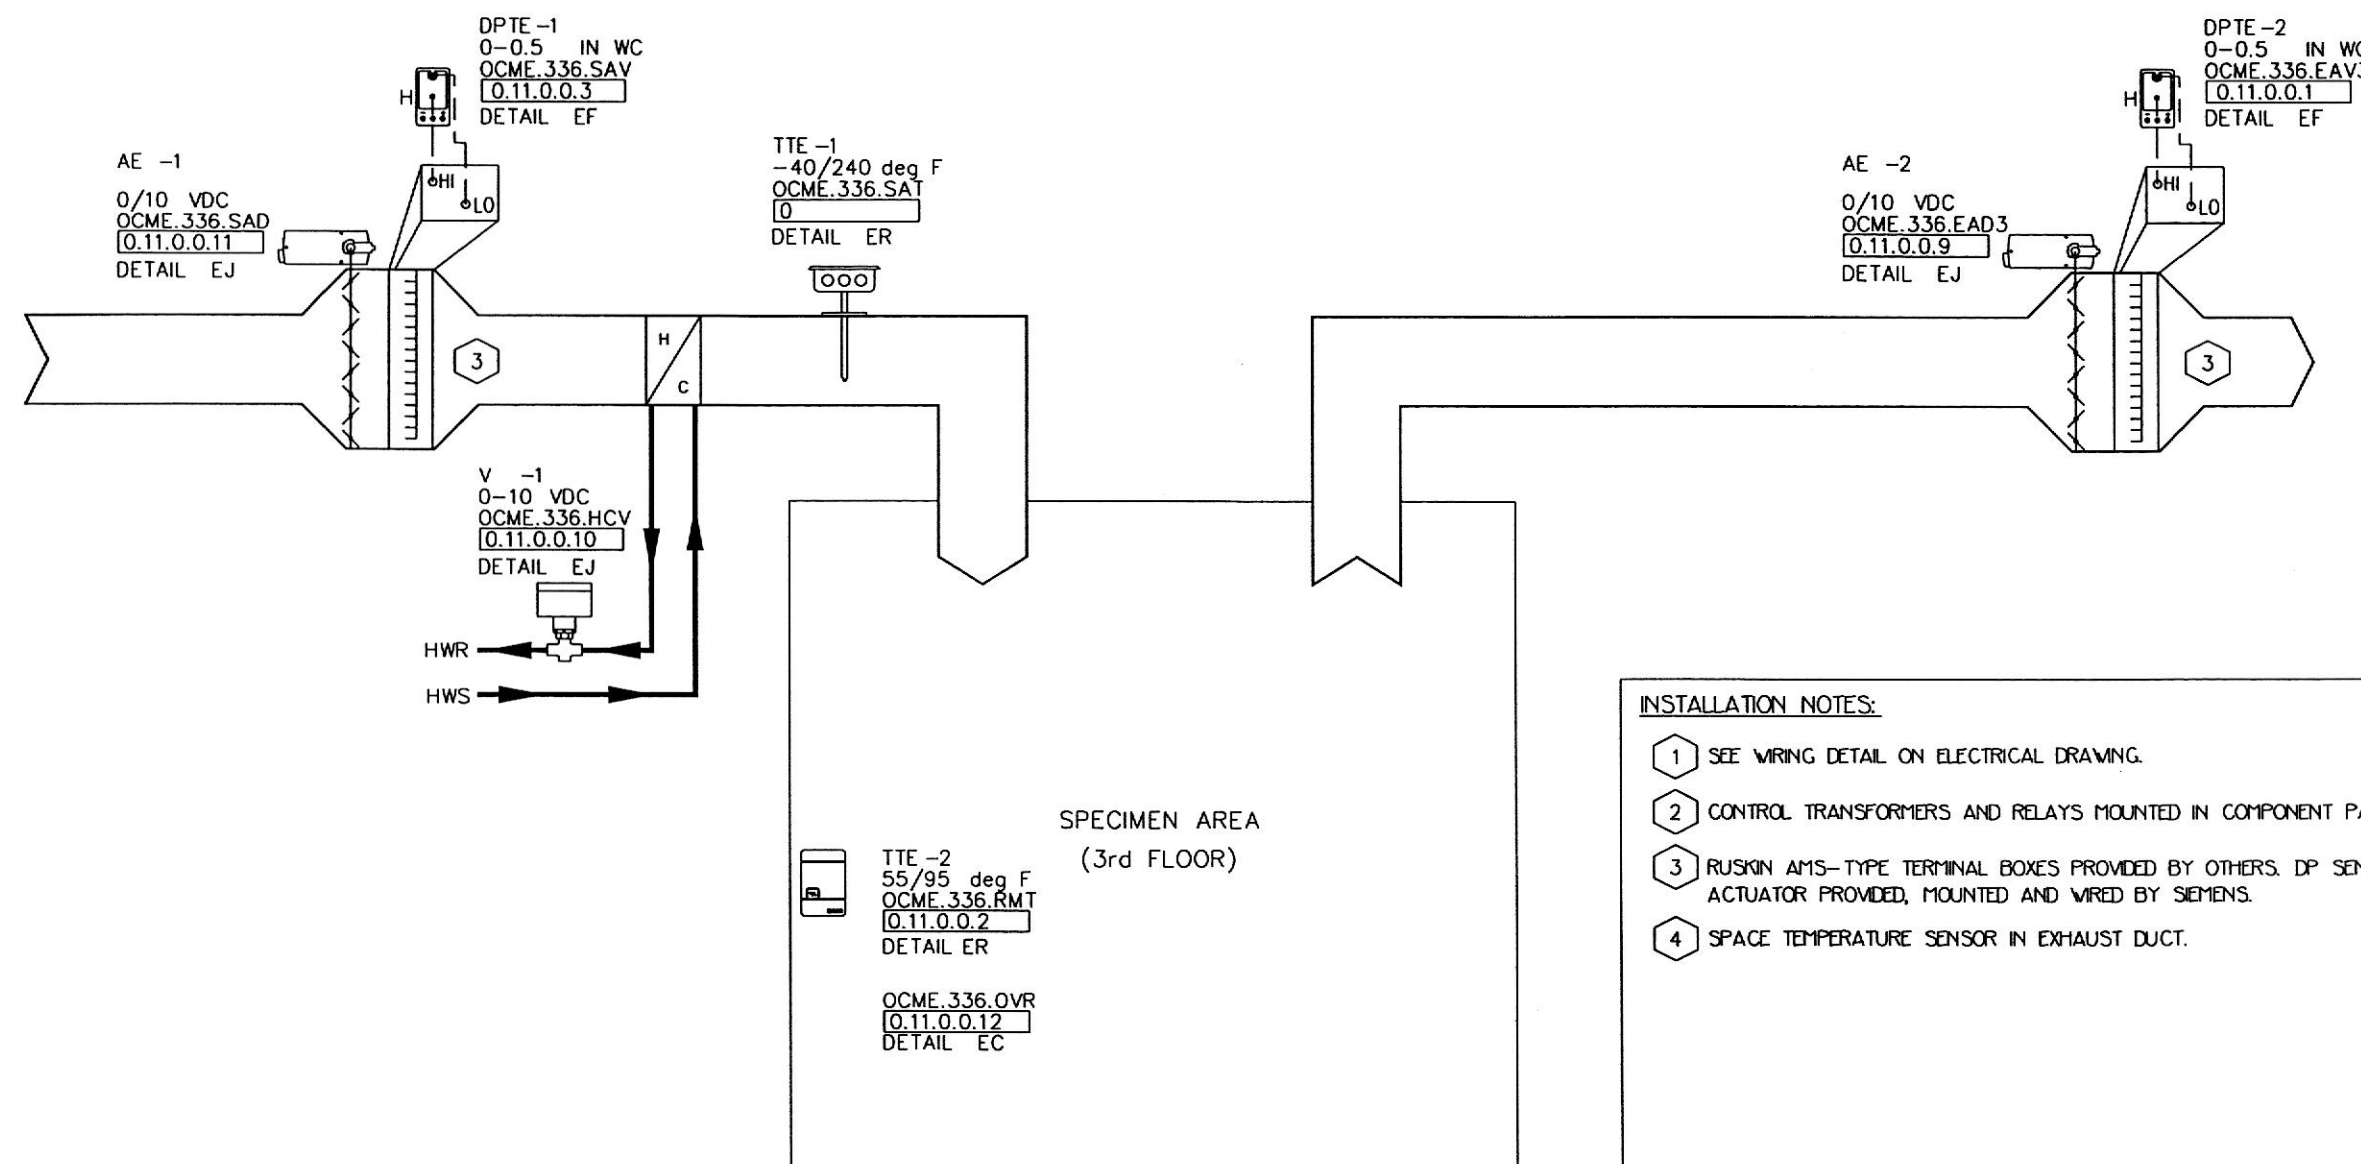 DPTE -1
0-0.5 IN WC
OCME.336.SAV
0.11.0.0.3
DETAIL EF
H
HI
LO
AE -1
0/10 VDC
OCME.336.SAD
0.11.0.0.11
DETAIL EJ
3
TTE -1
-40/240 deg F
OCME.336.SAT
0
DETAIL ER
H
C
V -1
0-10 VDC
OCME.336.HCV
0.11.0.0.10
DETAIL EJ
HWR
HWS
DPTE -2
0-0.5 IN WC
OCME.336.EAV3
0.11.0.0.1
DETAIL EF
H
HI
LO
AE -2
0/10 VDC
OCME.336.EAD3
0.11.0.0.9
DETAIL EJ
3
SPECIMEN AREA
(3rd FLOOR)
TTE -2
55/95 deg F
OCME.336.RMT
0.11.0.0.2
DETAIL ER
OCME.336.OVR
0.11.0.0.12
DETAIL EC
INSTALLATION NOTES:
1 SEE WIRING DETAIL ON ELECTRICAL DRAWING.
2 CONTROL TRANSFORMERS AND RELAYS MOUNTED IN COMPONENT
3 RUSKIN AMS-TYPE TERMINAL BOXES PROVIDED BY OTHERS. DP
ACTUATOR PROVIDED, MOUNTED AND WIRED BY SIEMENS.
4 SPACE TEMPERATURE SENSOR IN EXHAUST DUCT.